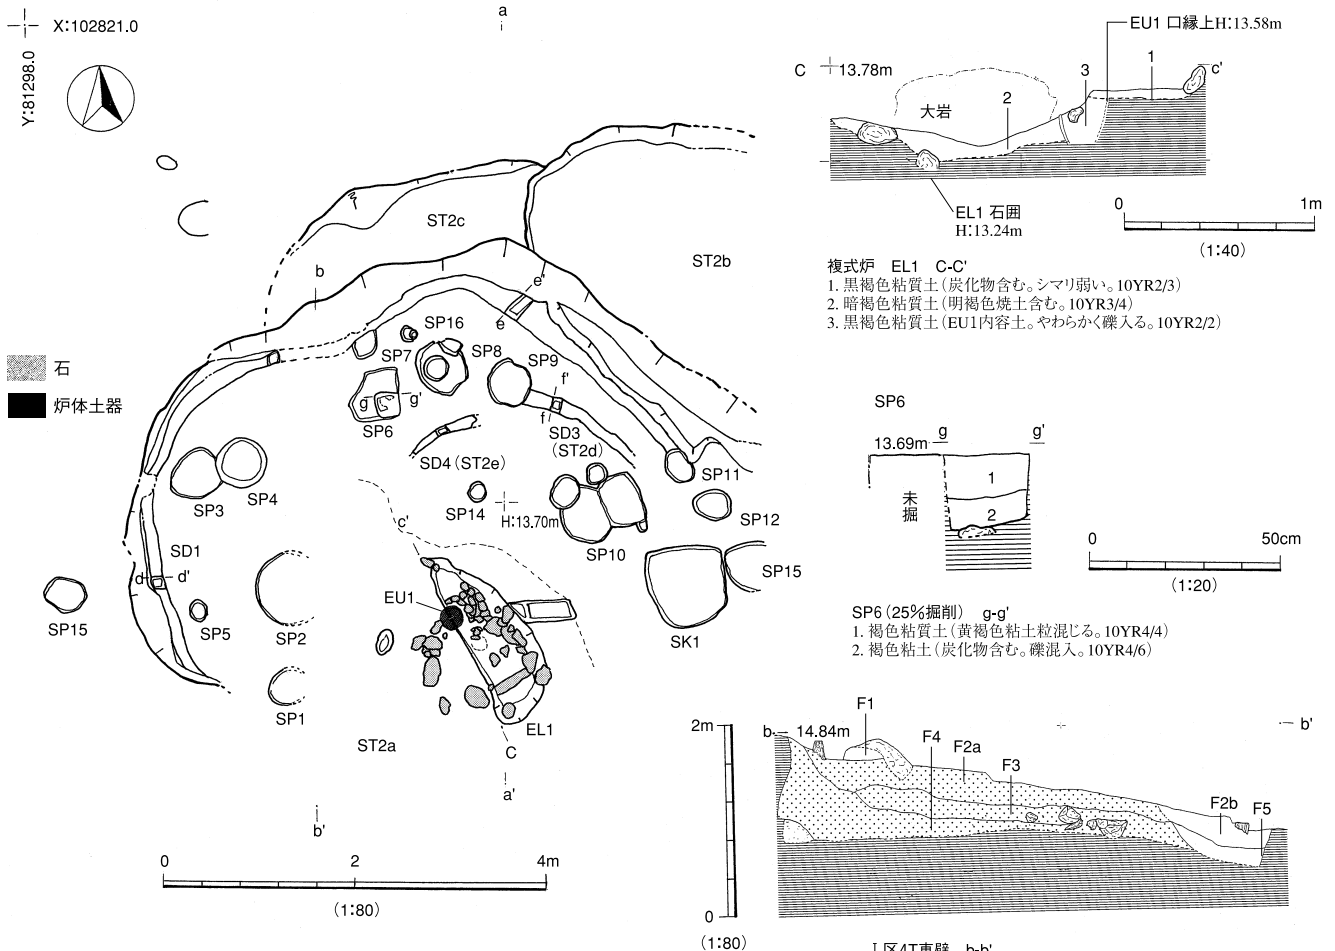 a
X:102821.0
Y:81298.0
ST2c
ST2b
b
e'
e
SP16
SP7
SP8
SP9
f'
f
g
g'
SP6
SD3
(ST2d)
SD4(ST2e)
石
炉体土器
SP3
SP4
SP14
H:13.70m
SP10
SP11
SP12
SP15
SK1
SD1
d
d'
SP15
SP5
SP2
SP1
c'
EU1
EL1
ST2a
C
a'
b'
0
2
4m
(1:80)
EU1 口縁上H:13.58m
C
13.78m
3
1
c'
大岩
2
EL1 石囲
H:13.24m
0
1m
(1:40)
複式炉 EL1 C-C'
1. 黒褐色粘質土(炭化物含む。シマリ弱い。10YR2/3)
2. 暗褐色粘質土(明褐色焼土含む。10YR3/4)
3. 黒褐色粘質土(EU1内容土。やわらかく礫入る。10YR2/2)
SP6
13.69m
g
g'
未掘
1
2
0
50cm
(1:20)
SP6(25%掘削) g-g'
1. 褐色粘質土(黄褐色粘土粒混じる。10YR4/4)
2. 褐色粘土(炭化物含む。礫混入。10YR4/6)
2m
0
(1:80)
b
14.84m
b'
F1
F4
F2a
F3
F2b
F5
I区4T東壁 b-b'